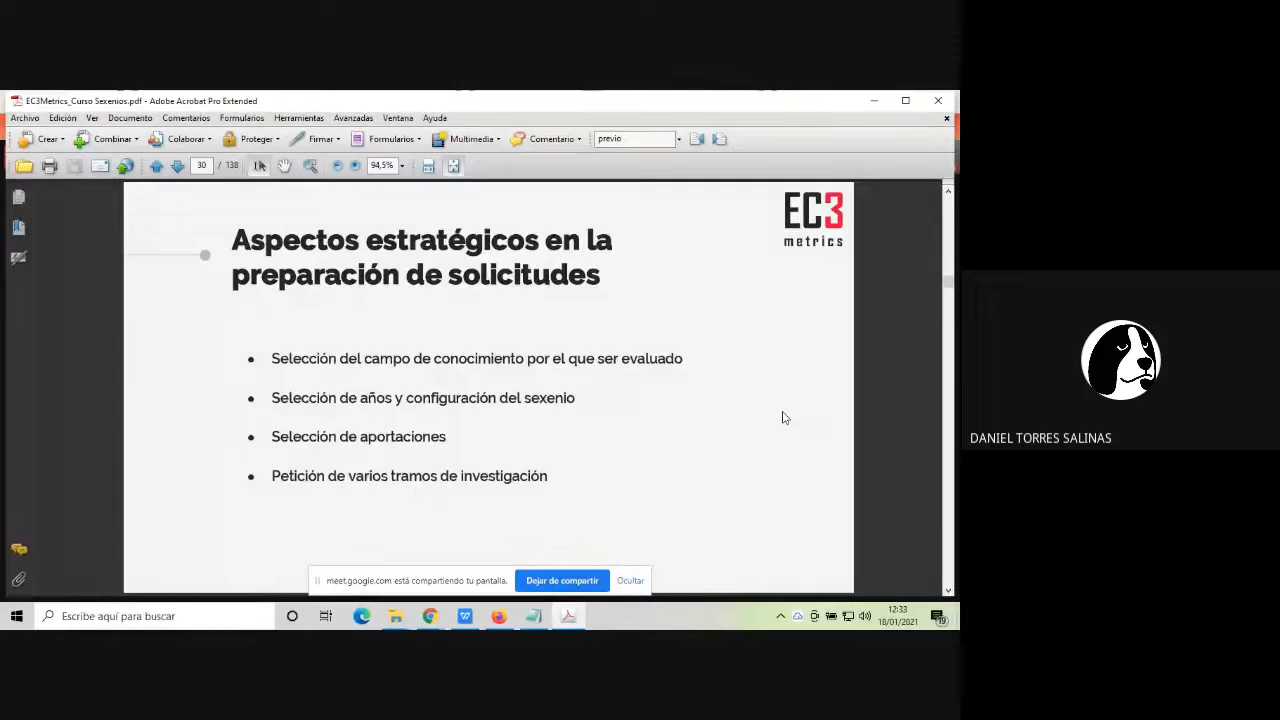 EC3Metrics_Curso Sexenios.pdf - Adobe Acrobat Pro Extended
Archivo Edición Ver Documento Comentarios Formularios Herramientas Avanzadas Ventana Ayuda
Crear Combinar Colaborar Proteger Firmar Formularios Multimedia Comentario previo
30 / 138 94,5%
EC3
metrics
Aspectos estratégicos en la
preparación de solicitudes
• Selección del campo de conocimiento por el que ser evaluado
• Selección de años y configuración del sexenio
• Selección de aportaciones
• Petición de varios tramos de investigación
DANIEL TORRES SALINAS
meet.google.com está compartiendo tu pantalla. Dejar de compartir Ocultar
Escribe aquí para buscar
12:33
18/01/2021
19